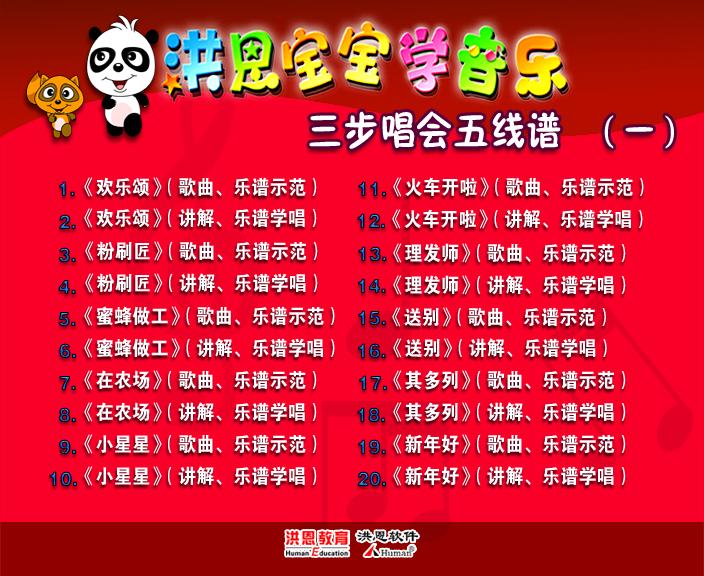 洪恩宝宝学音乐
三步唱会五线谱 （一）
1.《欢乐颂》（歌曲、乐谱示范）
2.《欢乐颂》（讲解、乐谱学唱）
3.《粉刷匠》（歌曲、乐谱示范）
4.《粉刷匠》（讲解、乐谱学唱）
5.《蜜蜂做工》（歌曲、乐谱示范）
6.《蜜蜂做工》（讲解、乐谱学唱）
7.《在农场》（歌曲、乐谱示范）
8.《在农场》（讲解、乐谱学唱）
9.《小星星》（歌曲、乐谱示范）
10.《小星星》（讲解、乐谱学唱）
11.《火车开啦》（歌曲、乐谱示范）
12.《火车开啦》（讲解、乐谱学唱）
13.《理发师》（歌曲、乐谱示范）
14.《理发师》（讲解、乐谱学唱）
15.《送别》（歌曲、乐谱示范）
16.《送别》（讲解、乐谱学唱）
17.《其多列》（歌曲、乐谱示范）
18.《其多列》（讲解、乐谱学唱）
19.《新年好》（歌曲、乐谱示范）
20.《新年好》（讲解、乐谱学唱）
洪恩教育 洪恩软件
Human Education Human®